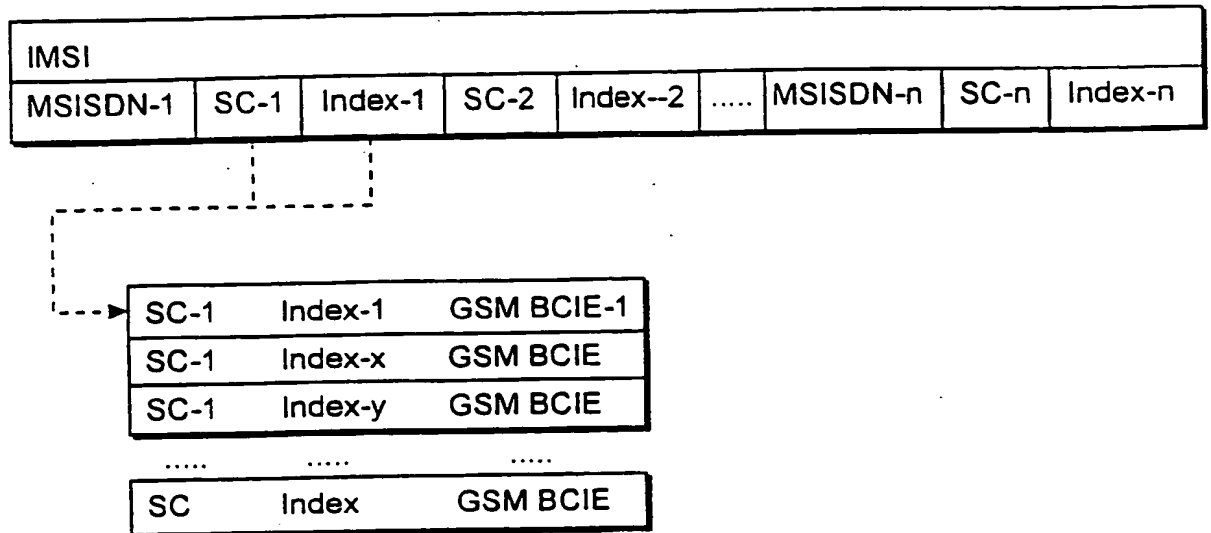 IMSI
MSISDN-1 SC-1 Index-1 SC-2 Index--2 ..... MSISDN-n SC-n Index-n
SC-1 Index-1 GSM BCIE-1
SC-1 Index-x GSM BCIE
SC-1 Index-y GSM BCIE
..... ..... .....
SC Index GSM BCIE